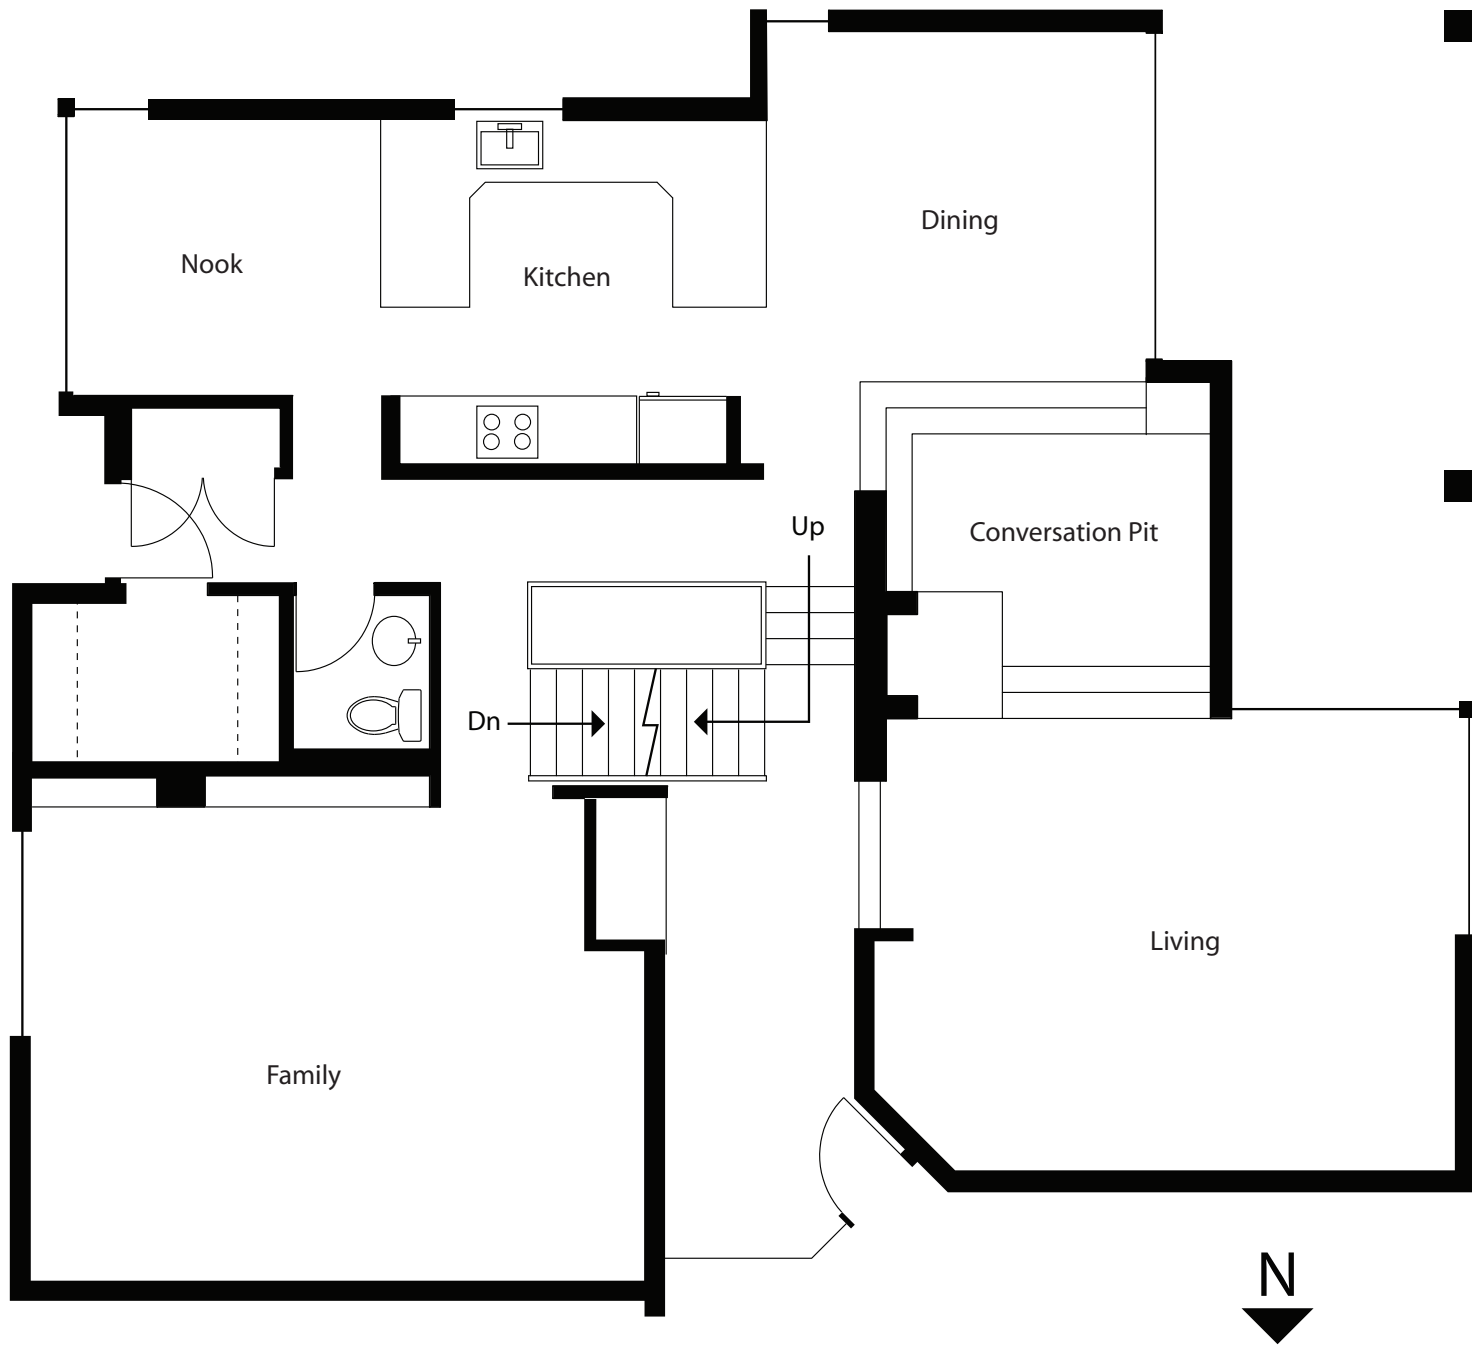 Dining
Nook
Kitchen
Up
Conversation Pit
Dn
Living
Family
N